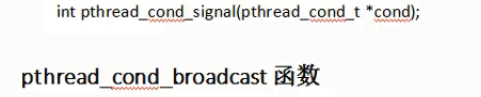 int pthread_cond_signal(pthread_cond_t *cond);
pthread_cond_broadcast 函数